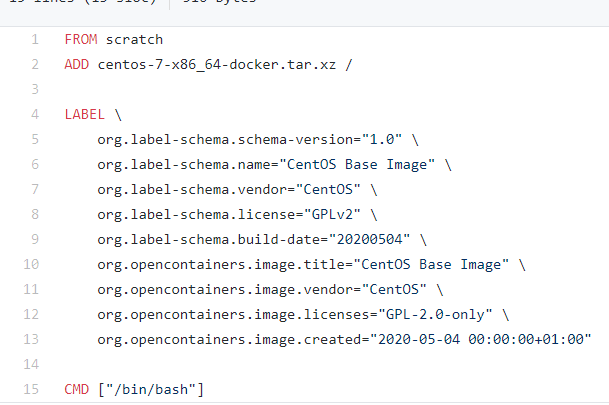 1 FROM scratch
2 ADD centos-7-x86_64-docker.tar.xz /
3
4 LABEL \
5 org.label-schema.schema-version="1.0" \
6 org.label-schema.name="CentOS Base Image" \
7 org.label-schema.vendor="CentOS" \
8 org.label-schema.license="GPLv2" \
9 org.label-schema.build-date="20200504" \
10 org.opencontainers.image.title="CentOS Base Image" \
11 org.opencontainers.image.vendor="CentOS" \
12 org.opencontainers.image.licenses="GPL-2.0-only" \
13 org.opencontainers.image.created="2020-05-04 00:00:00+01:00"
14
15 CMD ["/bin/bash"]